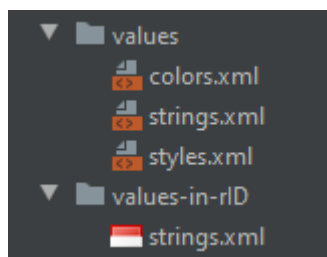 values
colors.xml
strings.xml
styles.xml
values-in-rID
strings.xml